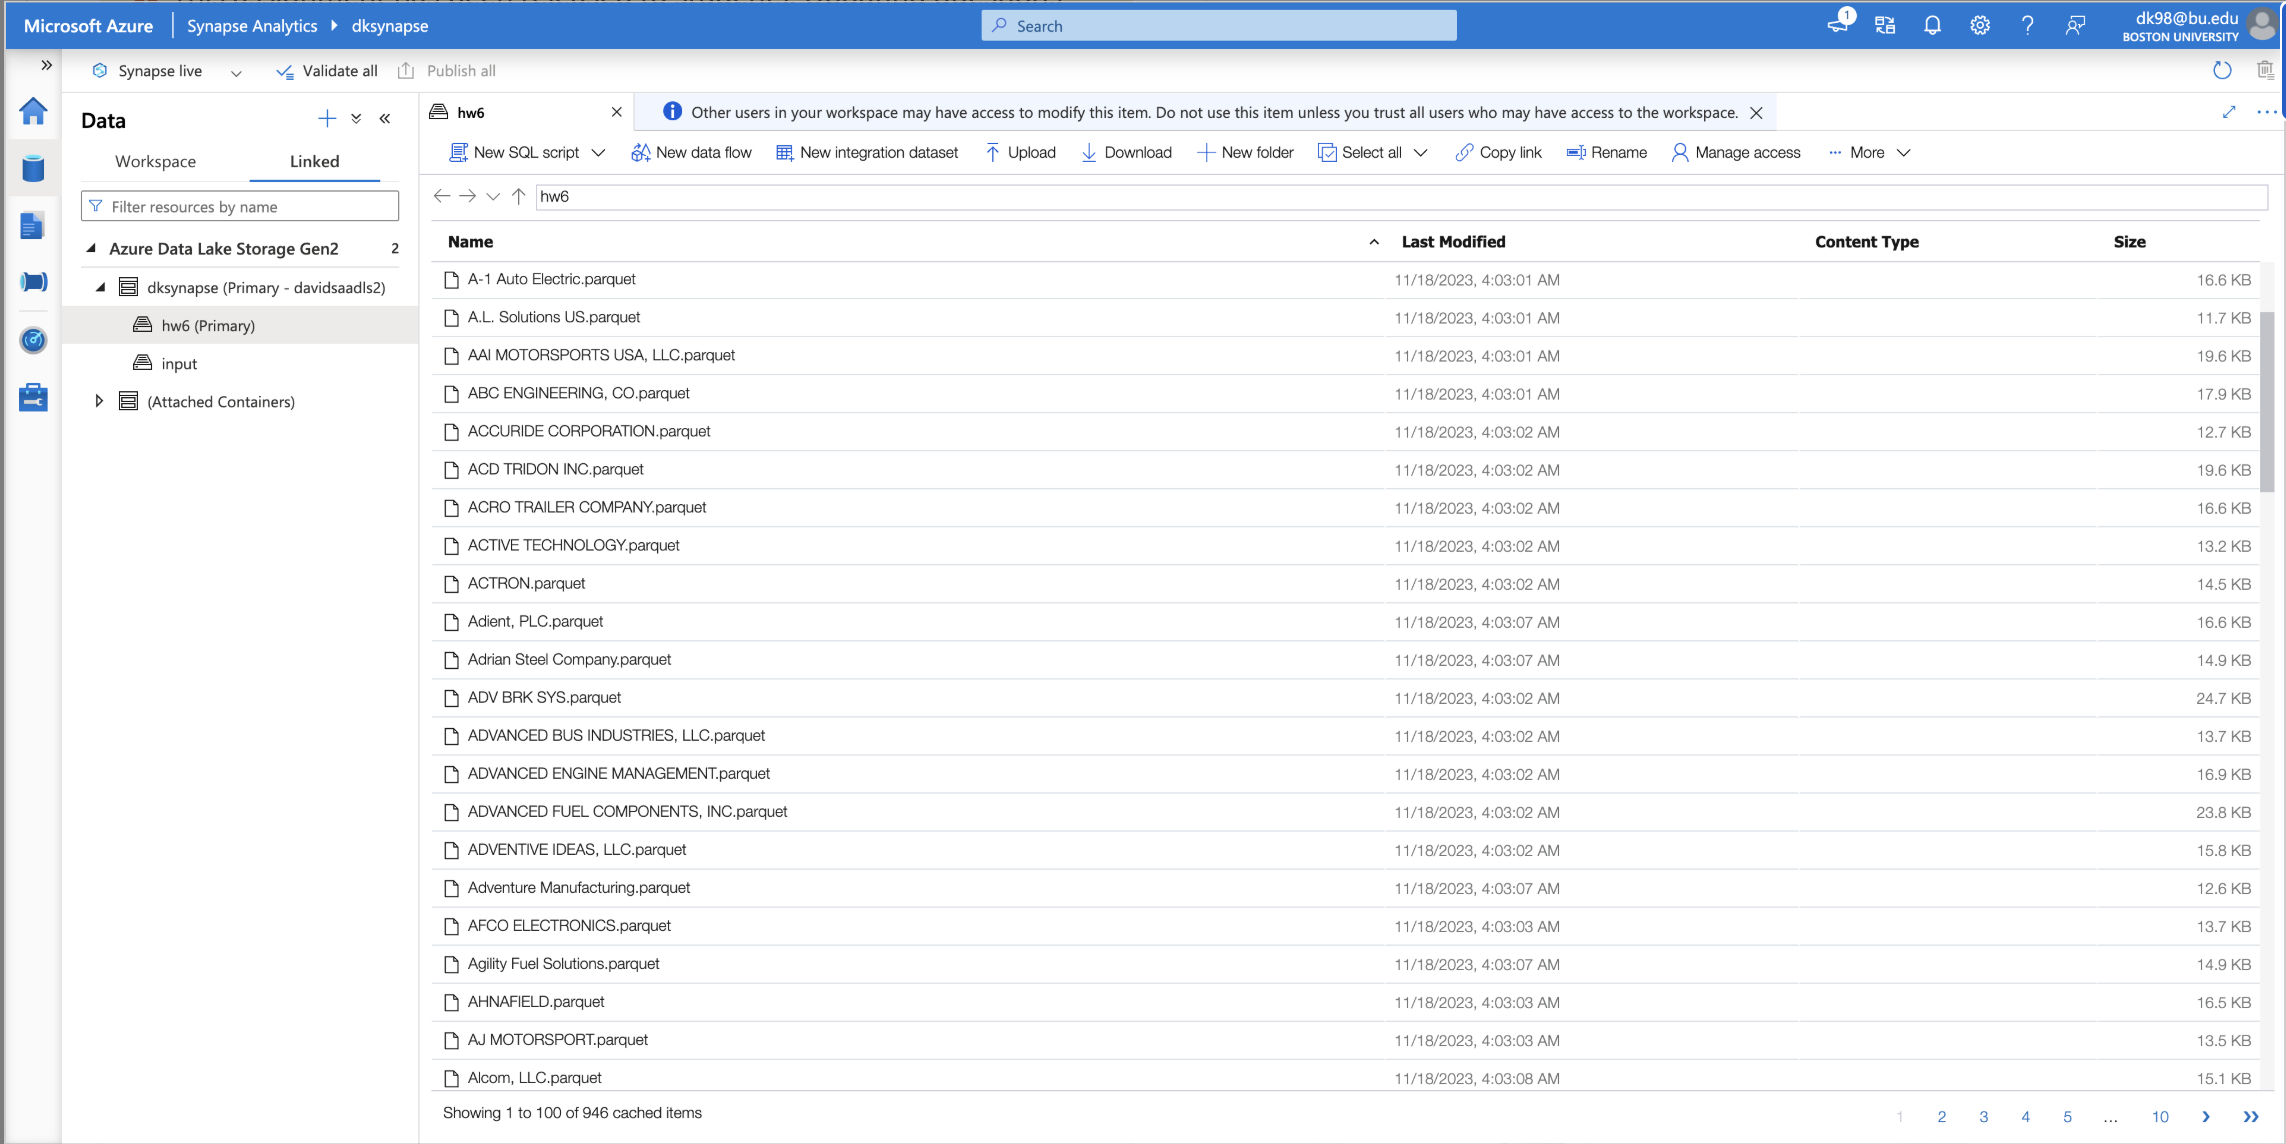 Microsoft Azure | Synapse Analytics ▸ dksynapse
Search
1
dk98@bu.edu
BOSTON UNIVERSITY
Synapse live
Validate all
Publish all
Data
Workspace
Linked
Filter resources by name
Azure Data Lake Storage Gen2 2
dksynapse (Primary - davidsaadls2)
hw6 (Primary)
input
(Attached Containers)
hw6
Other users in your workspace may have access to modify this item. Do not use this item unless you trust all users who may have access to the workspace.
New SQL script New data flow New integration dataset Upload Download New folder Select all Copy link Rename Manage access ... More
hw6
Name Last Modified Content Type Size
A-1 Auto Electric.parquet 11/18/2023, 4:03:01 AM 16.6 KB
A.L. Solutions US.parquet 11/18/2023, 4:03:01 AM 11.7 KB
AAI MOTORSPORTS USA, LLC.parquet 11/18/2023, 4:03:01 AM 19.6 KB
ABC ENGINEERING, CO.parquet 11/18/2023, 4:03:01 AM 17.9 KB
ACCURIDE CORPORATION.parquet 11/18/2023, 4:03:02 AM 12.7 KB
ACD TRIDON INC.parquet 11/18/2023, 4:03:02 AM 19.6 KB
ACRO TRAILER COMPANY.parquet 11/18/2023, 4:03:02 AM 16.6 KB
ACTIVE TECHNOLOGY.parquet 11/18/2023, 4:03:02 AM 13.2 KB
ACTRON.parquet 11/18/2023, 4:03:02 AM 14.5 KB
Adient, PLC.parquet 11/18/2023, 4:03:07 AM 16.6 KB
Adrian Steel Company.parquet 11/18/2023, 4:03:07 AM 14.9 KB
ADV BRK SYS.parquet 11/18/2023, 4:03:02 AM 24.7 KB
ADVANCED BUS INDUSTRIES, LLC.parquet 11/18/2023, 4:03:02 AM 13.7 KB
ADVANCED ENGINE MANAGEMENT.parquet 11/18/2023, 4:03:02 AM 16.9 KB
ADVANCED FUEL COMPONENTS, INC.parquet 11/18/2023, 4:03:02 AM 23.8 KB
ADVENTIVE IDEAS, LLC.parquet 11/18/2023, 4:03:02 AM 15.8 KB
Adventure Manufacturing.parquet 11/18/2023, 4:03:07 AM 12.6 KB
AFCO ELECTRONICS.parquet 11/18/2023, 4:03:03 AM 13.7 KB
Agility Fuel Solutions.parquet 11/18/2023, 4:03:07 AM 14.9 KB
AHNAFIELD.parquet 11/18/2023, 4:03:03 AM 16.5 KB
AJ MOTORSPORT.parquet 11/18/2023, 4:03:03 AM 13.5 KB
Alcom, LLC.parquet 11/18/2023, 4:03:08 AM 15.1 KB
Showing 1 to 100 of 946 cached items
1 2 3 4 5 ... 10